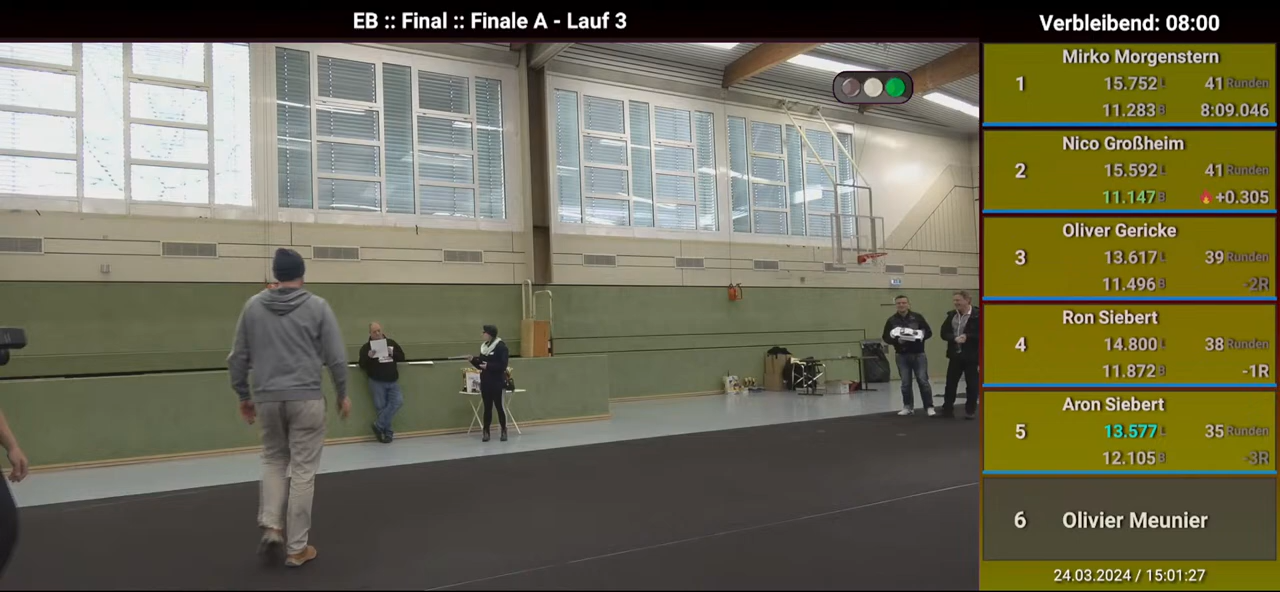 EB :: Final :: Finale A - Lauf 3
Verbleibend: 08:00
Mirko Morgenstern
1 15.752 L 41 Runden
11.283 B 8:09.046
Nico Großheim
2 15.592 L 41 Runden
11.147 B 🔥+0.305
Oliver Gericke
3 13.617 L 39 Runden
11.496 B -2R
Ron Siebert
4 14.800 L 38 Runden
11.872 B -1R
Aron Siebert
5 13.577 L 35 Runden
12.105 B -3R
6 Olivier Meunier
24.03.2024 / 15:01:27